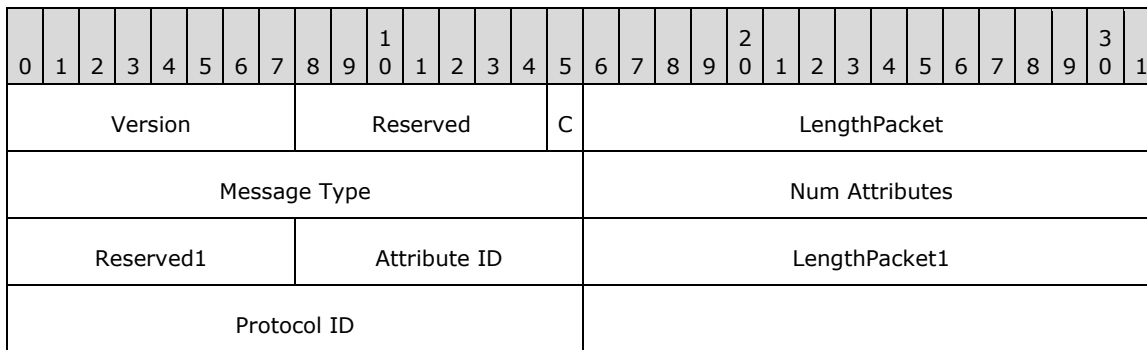 1 2 3
0 1 2 3 4 5 6 7 8 9 0 1 2 3 4 5 6 7 8 9 0 1 2 3 4 5 6 7 8 9 0 1
Version Reserved C LengthPacket
Message Type Num Attributes
Reserved1 Attribute ID LengthPacket1
Protocol ID